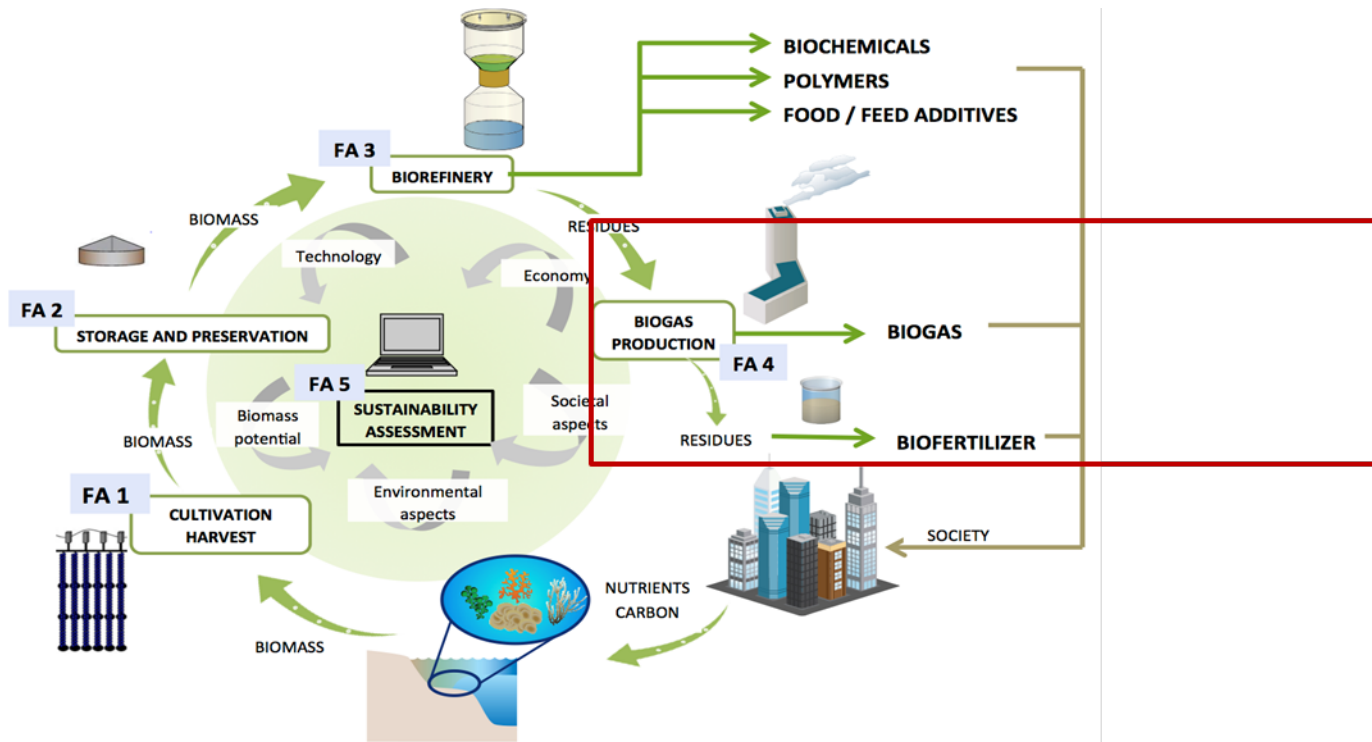 BIOCHEMICALS
POLYMERS
FOOD / FEED ADDITIVES
FA 3
BIOREFINERY
BIOMASS
RESIDUES
Technology
Economy
FA 2
STORAGE AND PRESERVATION
BIOGAS
PRODUCTION
FA 4
BIOGAS
FA 5
SUSTAINABILITY
ASSESSMENT
Biomass
potential
Societal
aspects
BIOMASS
RESIDUES
BIOFERTILIZER
FA 1
CULTIVATION
HARVEST
Environmental
aspects
SOCIETY
NUTRIENTS
CARBON
BIOMASS